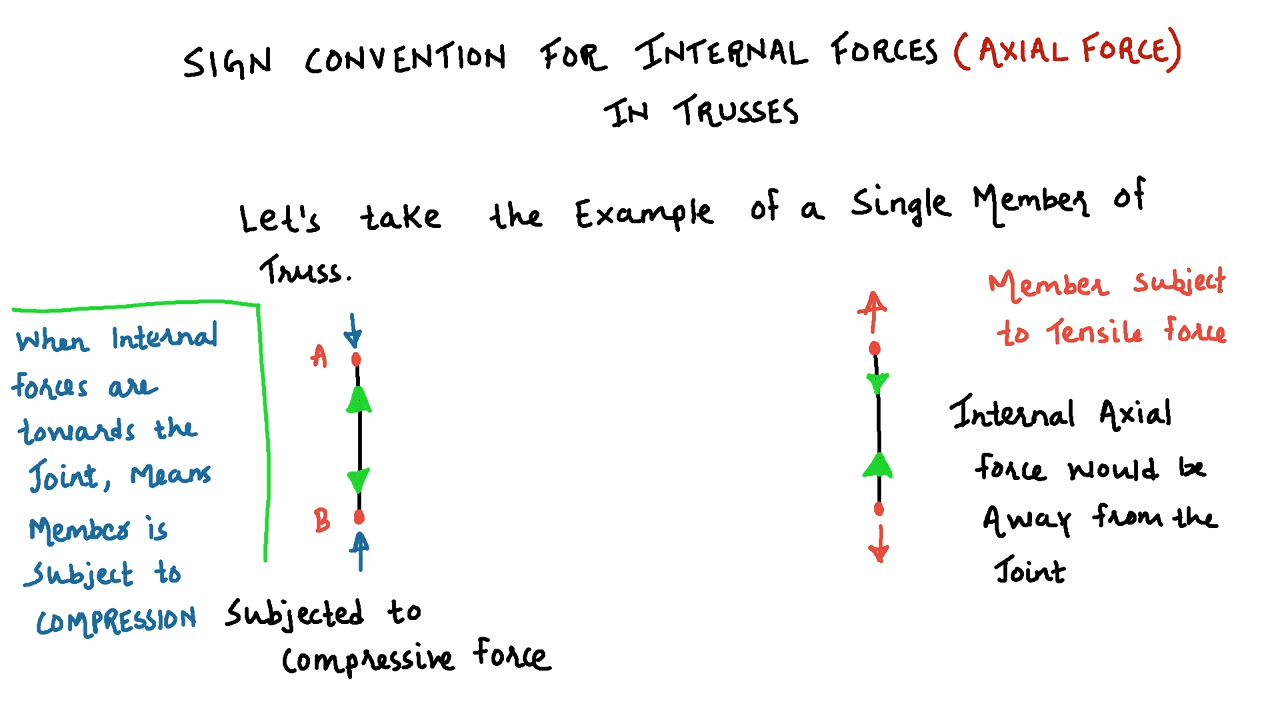 SIGN CONVENTION FOR INTERNAL FORCES (AXIAL FORCE)
IN TRUSSES
Let's take the Example of a Single Member of
Truss.
When Internal
forces are
towards the
Joint, Means
Member is
Subject to
COMPRESSION
A
B
Subjected to
Compressive force
Member subject
to Tensile force
Internal Axial
force would be
Away from the
Joint